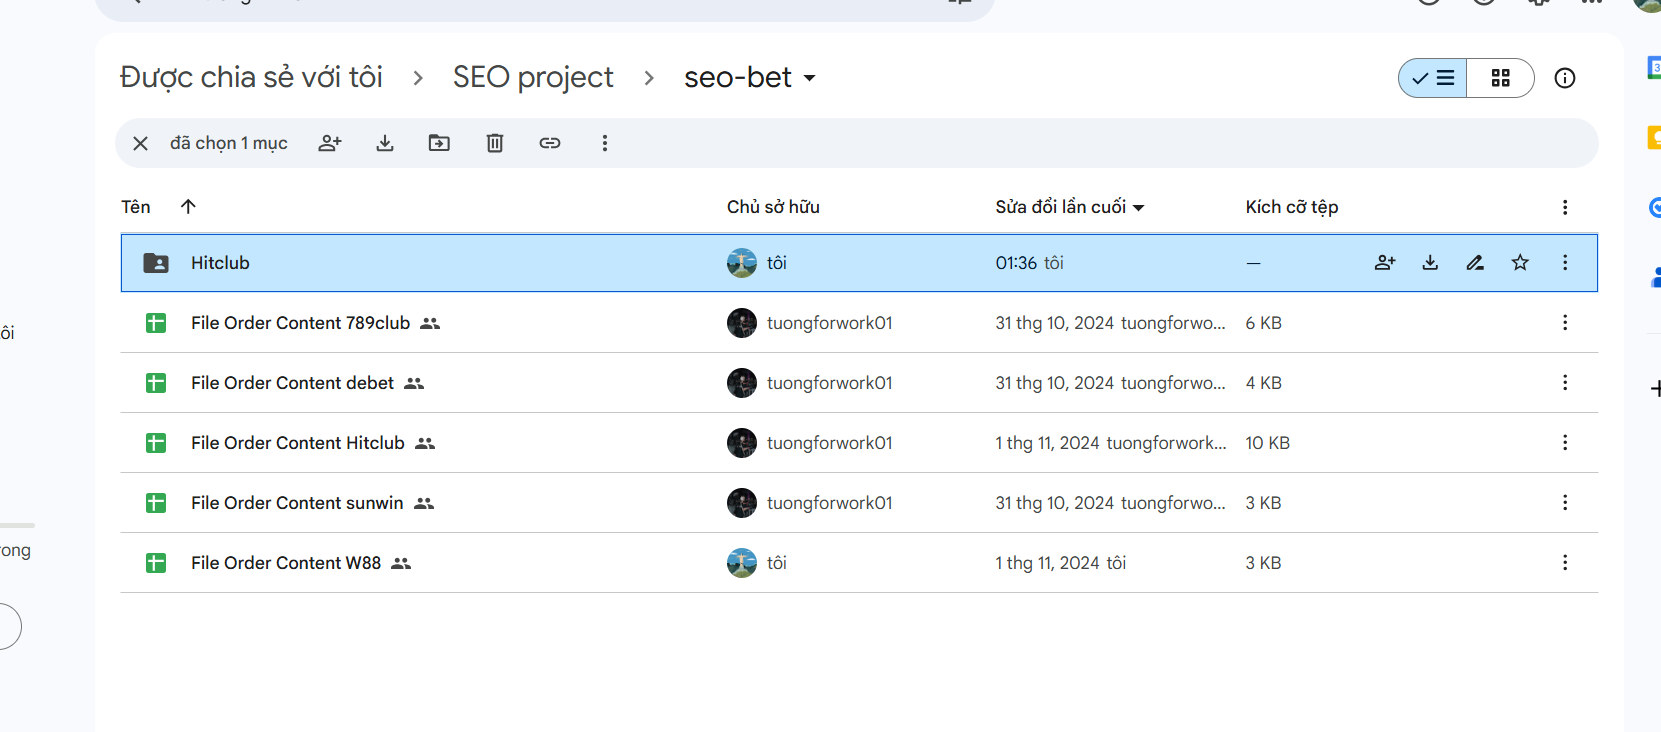 Được chia sẻ với tôi > SEO project > seo-bet
đã chọn 1 mục
Tên Chủ sở hữu Sửa đổi lần cuối Kích cỡ tệp
Hitclub tôi 01:36 tôi —
File Order Content 789club tuongforwork01 31 thg 10, 2024 tuongforwo... 6 KB
File Order Content debet tuongforwork01 31 thg 10, 2024 tuongforwo... 4 KB
File Order Content Hitclub tuongforwork01 1 thg 11, 2024 tuongforwork... 10 KB
File Order Content sunwin tuongforwork01 31 thg 10, 2024 tuongforwo... 3 KB
File Order Content W88 tôi 1 thg 11, 2024 tôi 3 KB